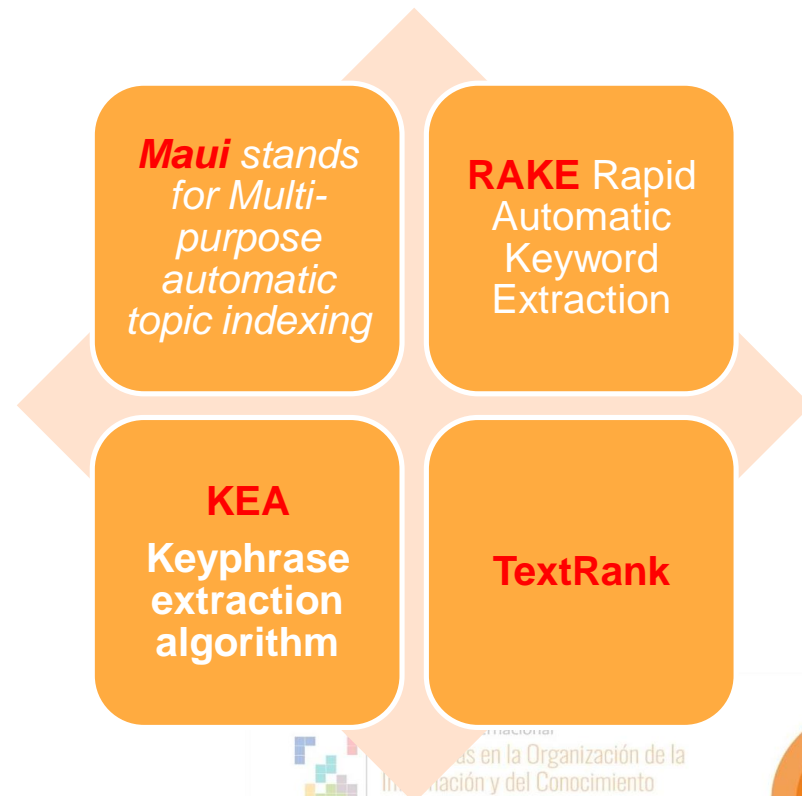 Maui stands
for Multi-
purpose
automatic
topic indexing
RAKE Rapid
Automatic
Keyword
Extraction
KEA
Keyphrase
extraction
algorithm
TextRank
en la Organización de la
y del Conocimiento